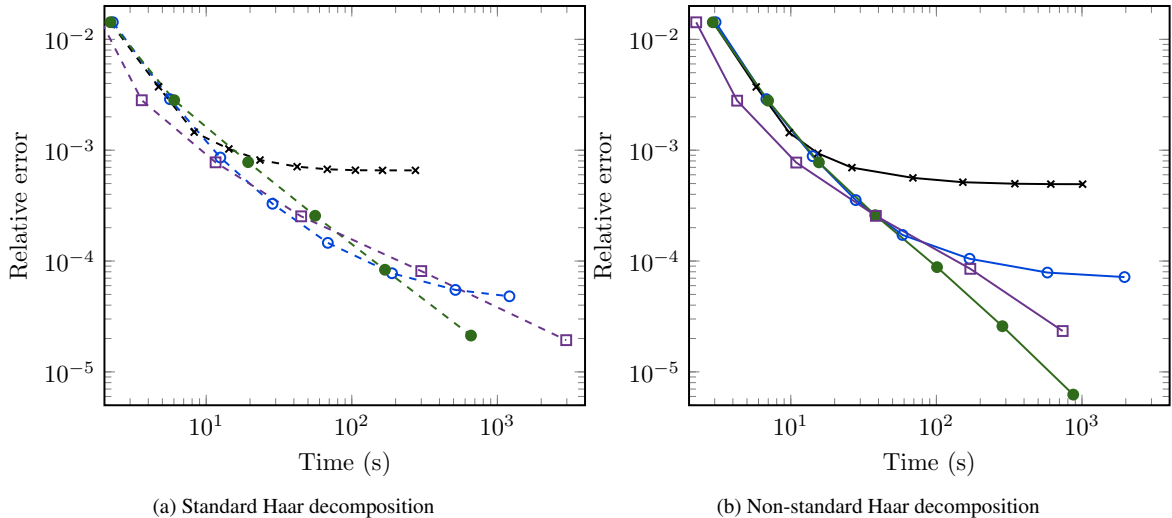 10^-2
10^-3
10^-4
10^-5
Relative error
10^1
10^2
10^3
Time (s)
(a) Standard Haar decomposition
10^-2
10^-3
10^-4
10^-5
Relative error
10^1
10^2
10^3
Time (s)
(b) Non-standard Haar decomposition